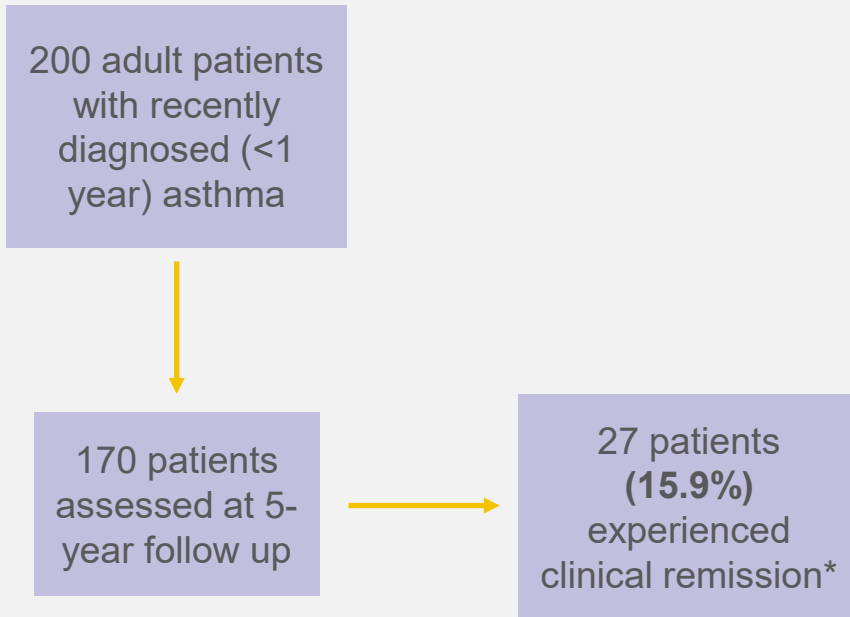 200 adult patients
with recently
diagnosed (<1
year) asthma
170 patients
assessed at 5-
year follow up
27 patients
(15.9%)
experienced
clinical remission*